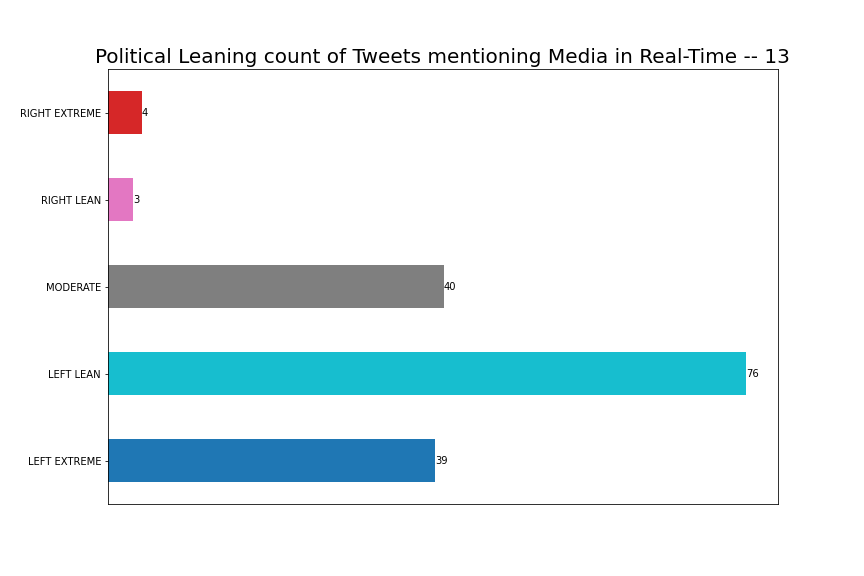 Political Leaning count of Tweets mentioning Media in Real-Time -- 13
RIGHT EXTREME 4
RIGHT LEAN 3
MODERATE 40
LEFT LEAN 76
LEFT EXTREME 39